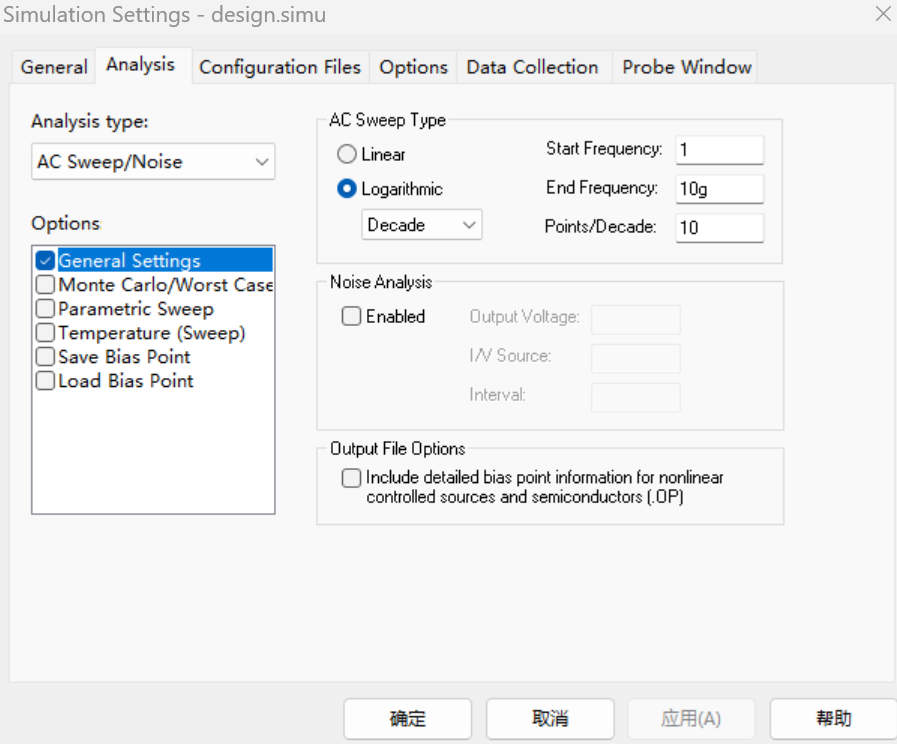 Simulation Settings - design.simu
General
Analysis
Configuration Files
Options
Data Collection
Probe Window
Analysis type:
AC Sweep/Noise
Options:
General Settings
Monte Carlo/Worst Case
Parametric Sweep
Temperature (Sweep)
Save Bias Point
Load Bias Point
AC Sweep Type
Linear
Logarithmic
Decade
Start Frequency:
1
End Frequency:
10g
Points/Decade:
10
Noise Analysis
Enabled
Output Voltage:
I/V Source:
Interval:
Output File Options
Include detailed bias point information for nonlinear
controlled sources and semiconductors (.OP)
确定
取消
应用(A)
帮助